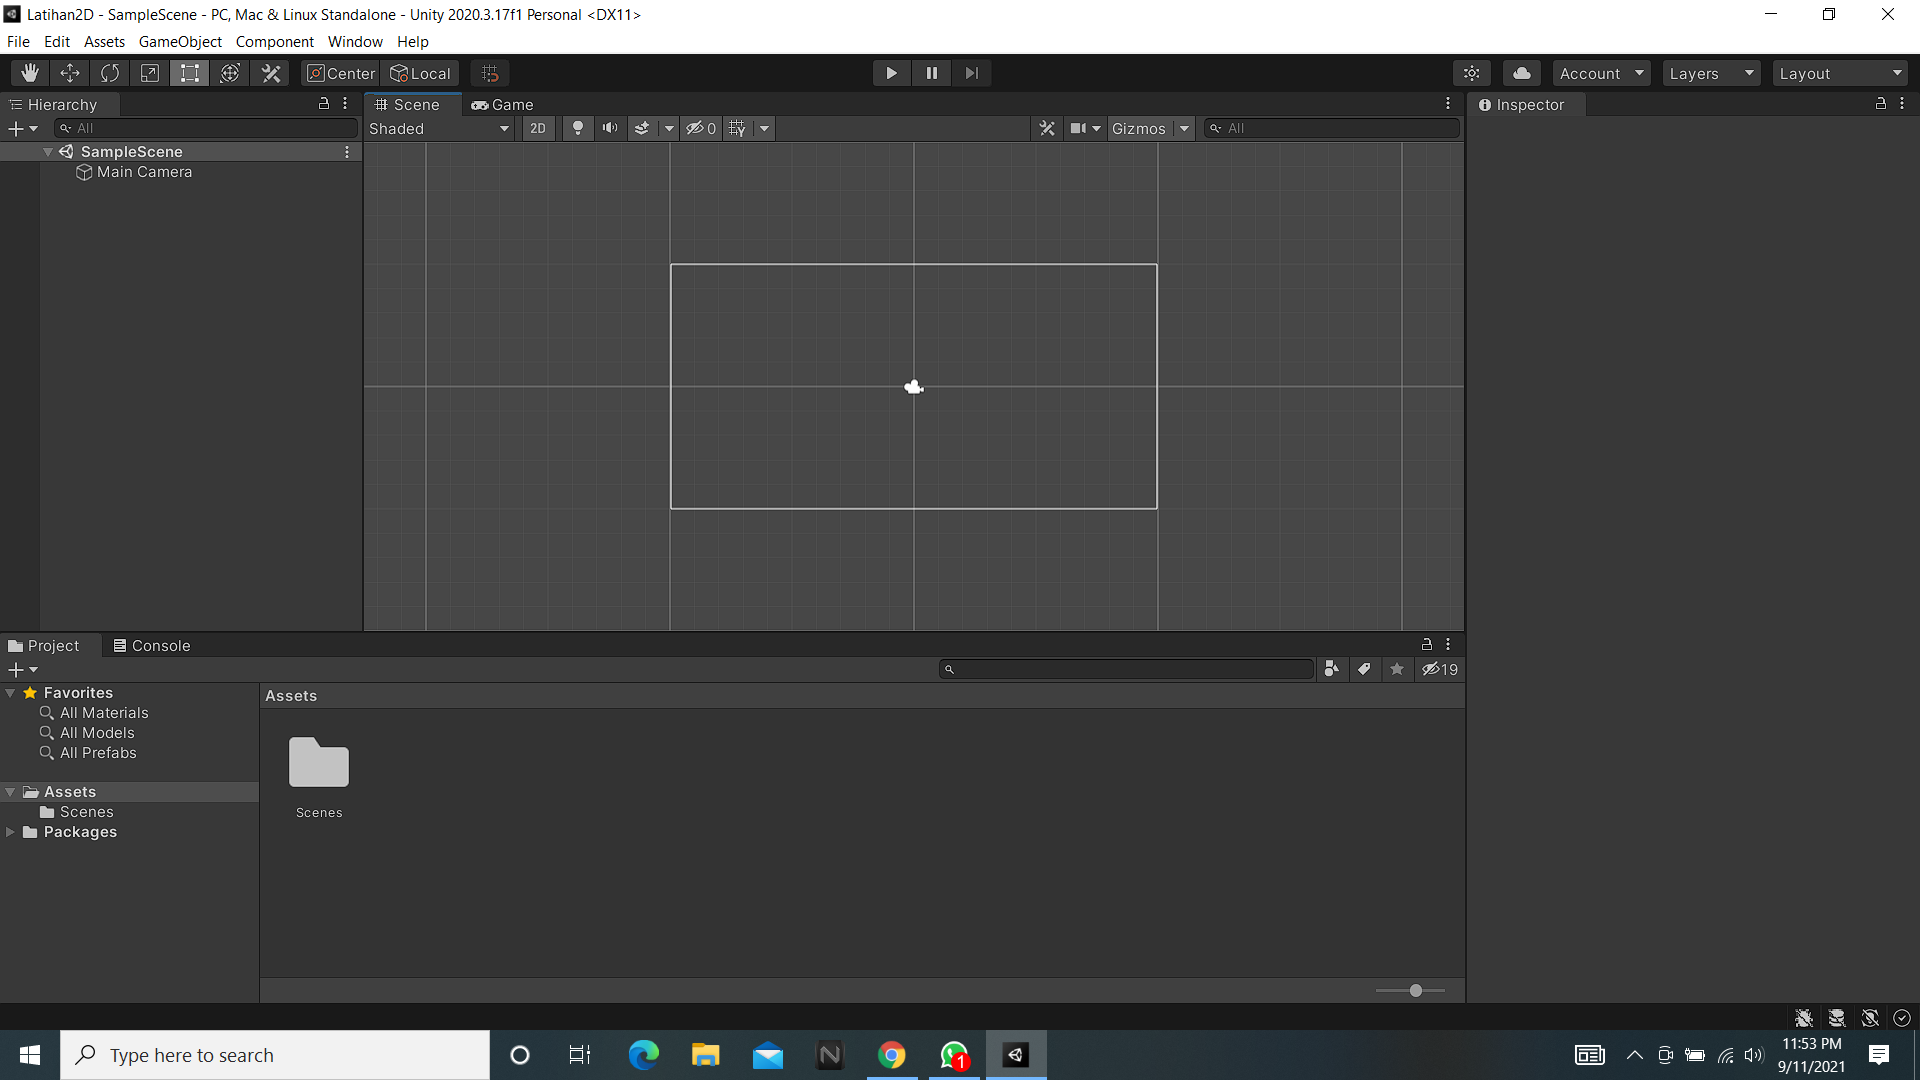 Latihan2D - SampleScene - PC, Mac & Linux Standalone - Unity 2020.3.17f1 Personal <DX11>
File Edit Assets GameObject Component Window Help
Center Local Account Layers Layout
Hierarchy Scene Game Inspector
All Shaded 2D 0 Gizmos All
SampleScene
Main Camera
Project Console
19
Favorites Assets
All Materials
All Models
All Prefabs
Assets
Scenes Scenes
Packages
Type here to search
N
1
11:53 PM
9/11/2021